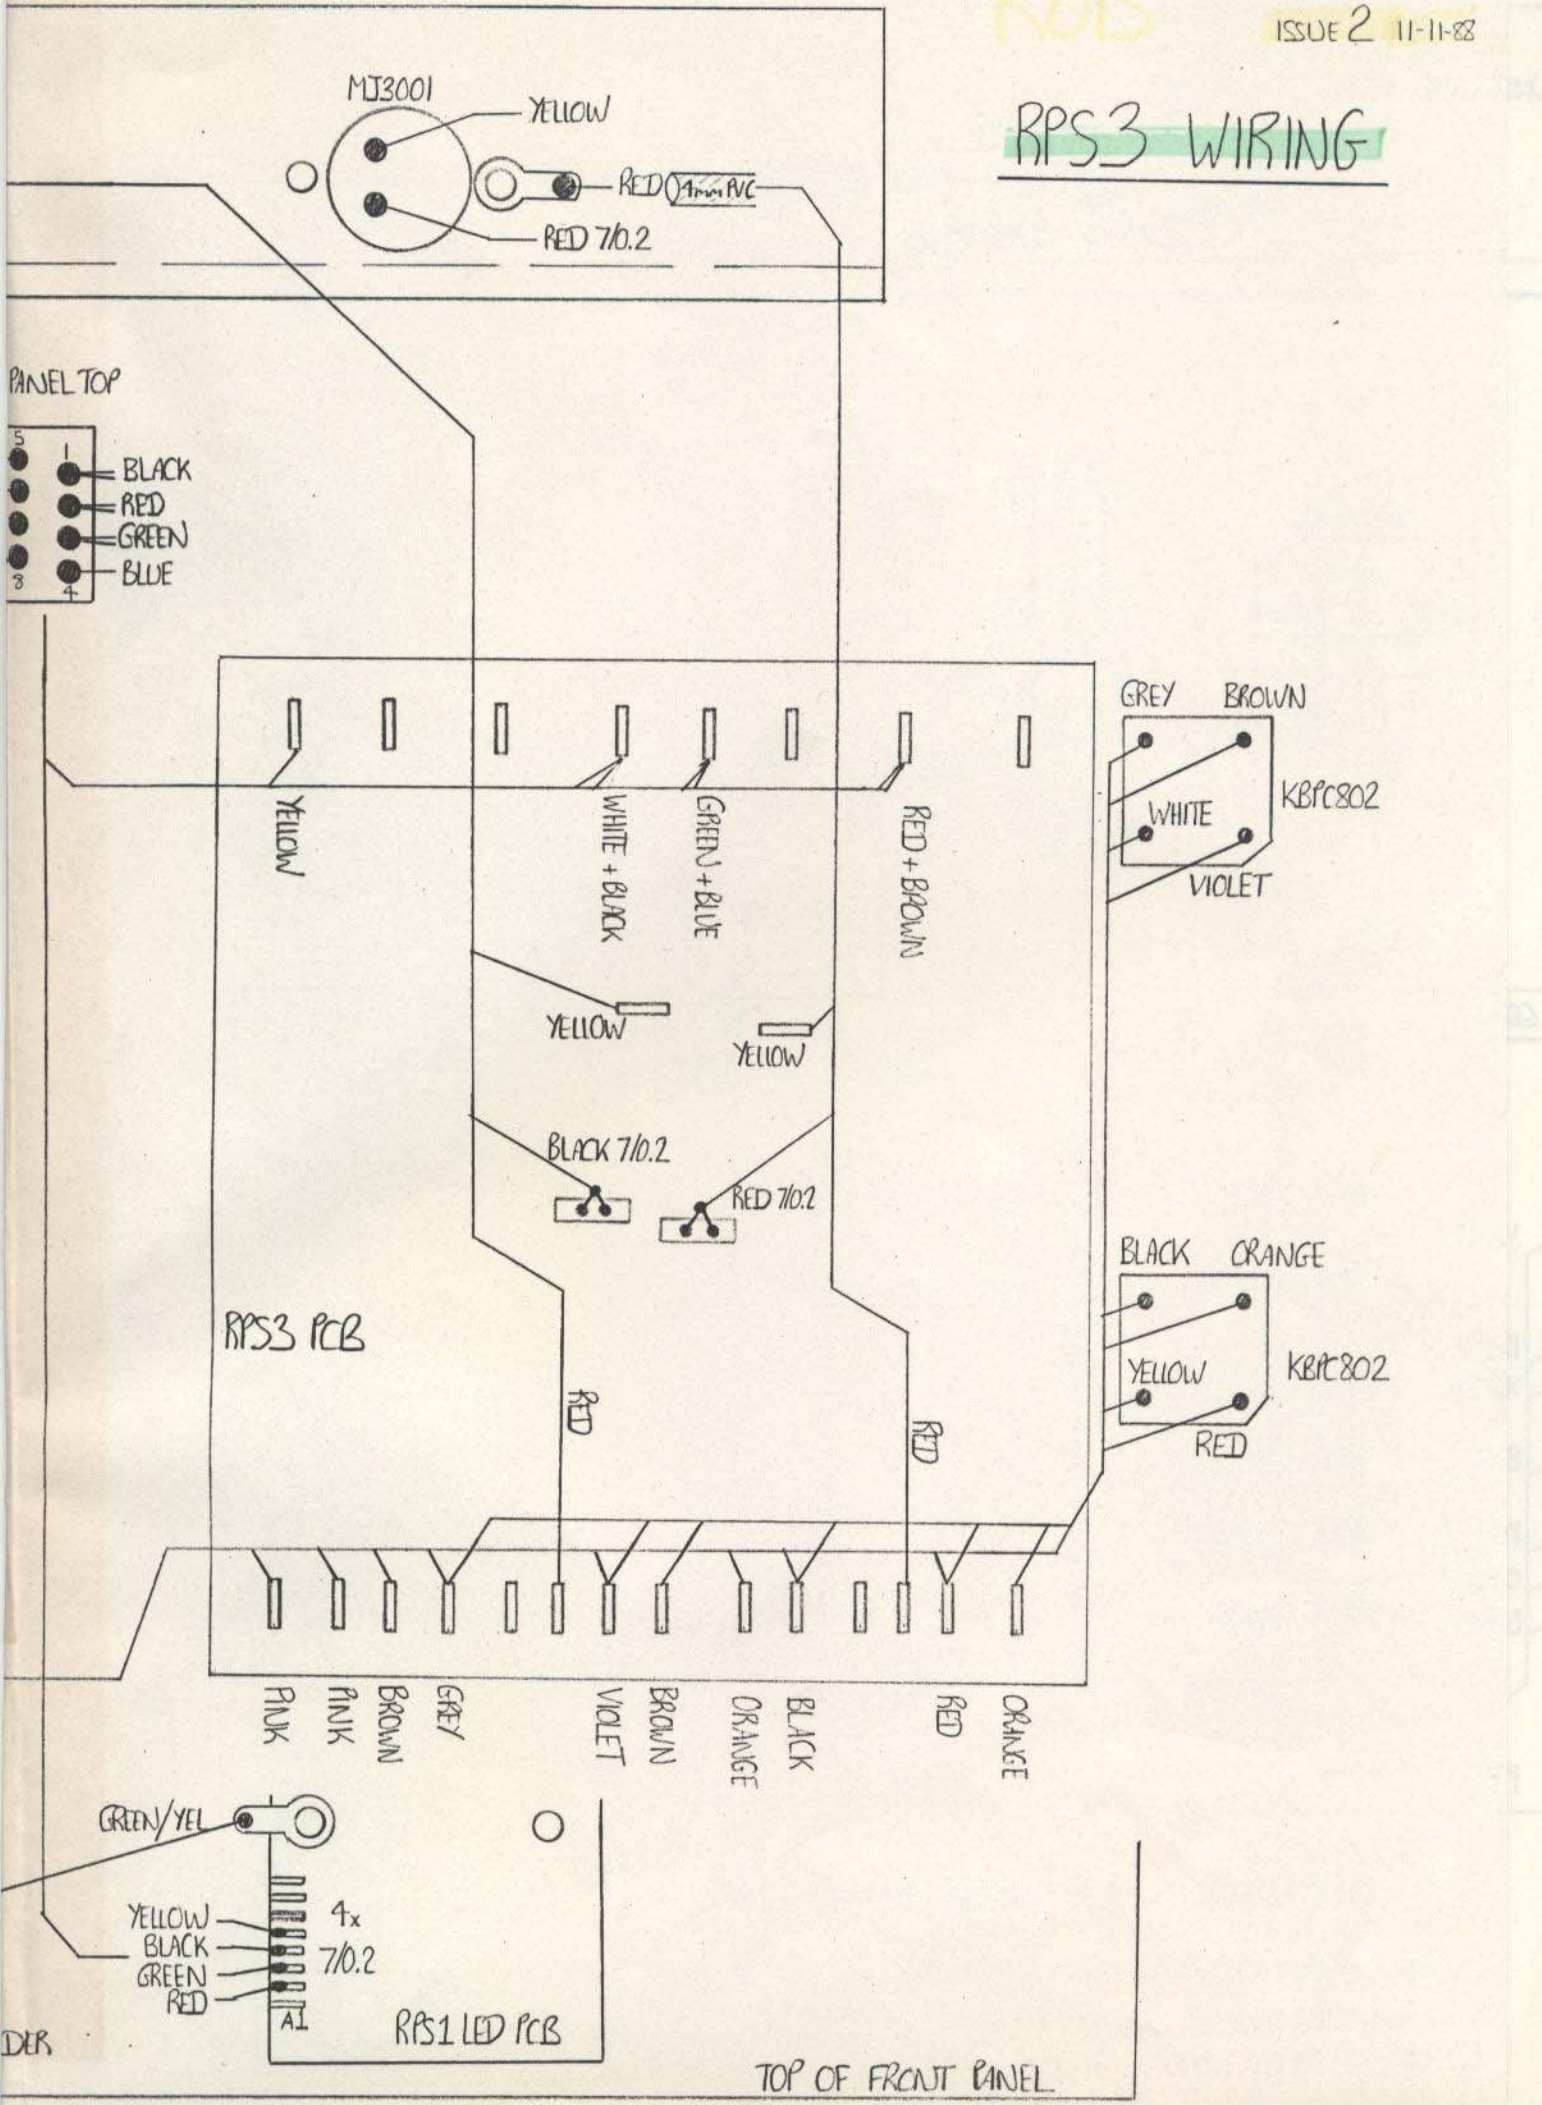 ISSUE 2 11-11-88
RPS3 WIRING
MJ3001
YELLOW
RED
4mm PVC
RED 7/0.2
PANEL TOP
5
1
BLACK
RED
GREEN
BLUE
8
4
YELLOW
WHITE + BLACK
GREEN + BLUE
RED + BROWN
GREY
BROWN
KBPC802
WHITE
VIOLET
YELLOW
YELLOW
BLACK 7/0.2
RED 7/0.2
BLACK
ORANGE
KBPC802
YELLOW
RED
RPS3 PCB
RED
RED
PINK
PINK
BROWN
GREY
VIOLET
BROWN
ORANGE
BLACK
RED
ORANGE
GREEN/YEL
YELLOW
BLACK
GREEN
RED
4x
7/0.2
A1
RPS1 LED PCB
DER
TOP OF FRONT PANEL